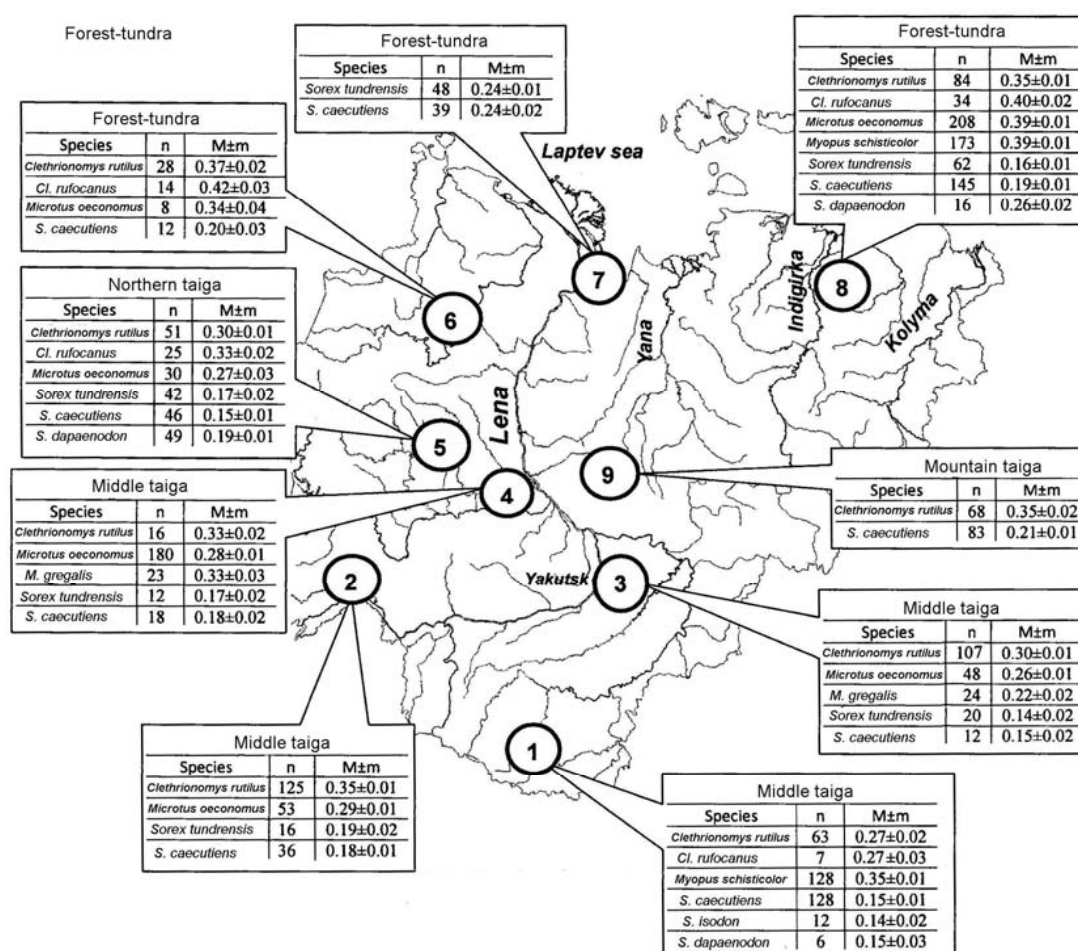 Forest-tundra
Forest-tundra
Species n M±m
Sorex tundrensis 48 0.24±0.01
S. caecutiens 39 0.24±0.02
Forest-tundra
Species n M±m
Clethrionomys rutilus 84 0.35±0.01
Cl. rufocanus 34 0.40±0.02
Microtus oeconomus 208 0.39±0.01
Myopus schisticolor 173 0.39±0.01
Sorex tundrensis 62 0.16±0.01
S. caecutiens 145 0.19±0.01
S. dapaenodon 16 0.26±0.02
Forest-tundra
Species n M±m
Clethrionomys rutilus 28 0.37±0.02
Cl. rufocanus 14 0.42±0.03
Microtus oeconomus 8 0.34±0.04
S. caecutiens 12 0.20±0.03
Laptev sea
7
8
6
Indigirka
Kolyma
Yana
Lena
Northern taiga
Species n M±m
Clethrionomys rutilus 51 0.30±0.01
Cl. rufocanus 25 0.33±0.02
Microtus oeconomus 30 0.27±0.03
Sorex tundrensis 42 0.17±0.02
S. caecutiens 46 0.15±0.01
S. dapaenodon 49 0.19±0.01
5
9
4
Mountain taiga
Species n M±m
Clethrionomys rutilus 68 0.35±0.02
S. caecutiens 83 0.21±0.01
Middle taiga
Species n M±m
Clethrionomys rutilus 16 0.33±0.02
Microtus oeconomus 180 0.28±0.01
M. gregalis 23 0.33±0.03
Sorex tundrensis 12 0.17±0.02
S. caecutiens 18 0.18±0.02
2
Yakutsk
3
Middle taiga
Species n M±m
Clethrionomys rutilus 107 0.30±0.01
Microtus oeconomus 48 0.26±0.01
M. gregalis 24 0.22±0.02
Sorex tundrensis 20 0.14±0.02
S. caecutiens 12 0.15±0.02
Middle taiga
Species n M±m
Clethrionomys rutilus 125 0.35±0.01
Microtus oeconomus 53 0.29±0.01
Sorex tundrensis 16 0.19±0.02
S. caecutiens 36 0.18±0.01
1
Middle taiga
Species n M±m
Clethrionomys rutilus 63 0.27±0.02
Cl. rufocanus 7 0.27±0.03
Myopus schisticolor 128 0.35±0.01
S. caecutiens 128 0.15±0.01
S. isodon 12 0.14±0.02
S. dapaenodon 6 0.15±0.03